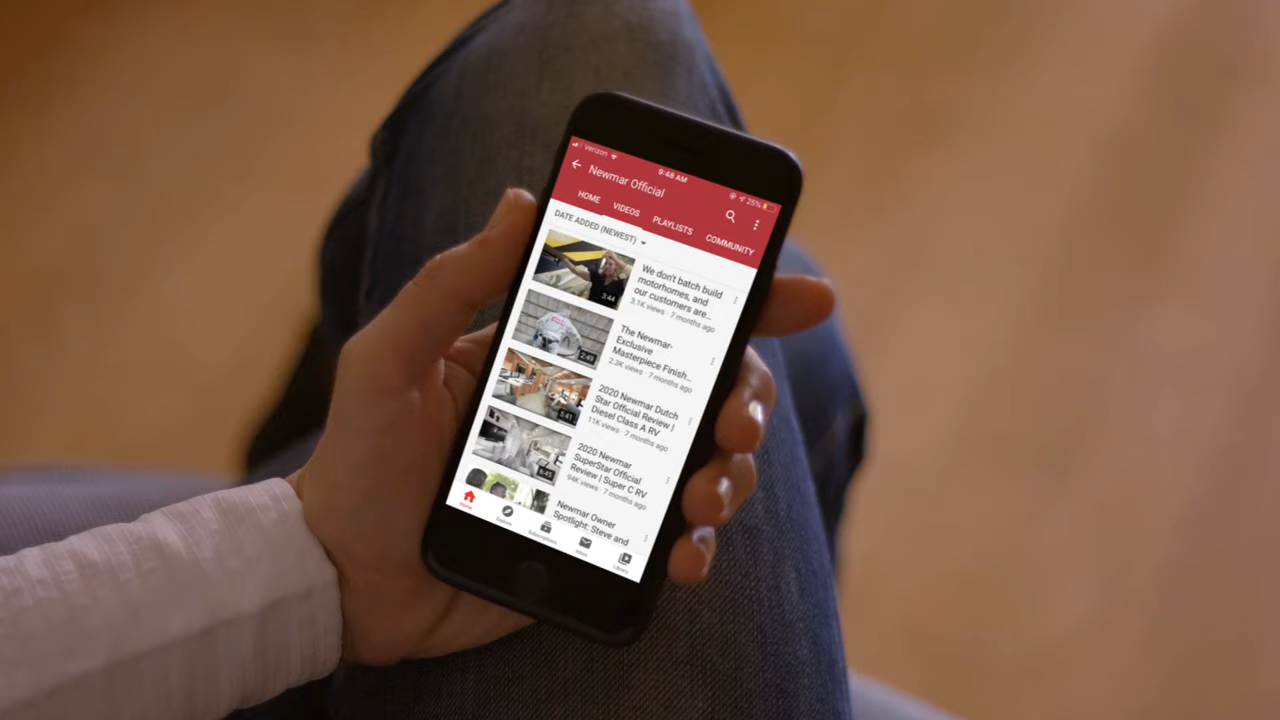 Verizon
9:48 AM
25%
Newmar Official
HOME VIDEOS PLAYLISTS COMMUNITY
DATE ADDED (NEWEST)
3:44
We don't batch build
motorhomes, and
our customers are...
3.1K views · 7 months ago
2:49
The Newmar-
Exclusive
Masterpiece Finish...
2.3K views · 7 months ago
5:41
2020 Newmar Dutch
Star Official Review |
Diesel Class A RV
11K views · 7 months ago
2020 Newmar
SuperStar Official
Review | Super C RV
94K views · 7 months ago
Newmar Owner
Spotlight: Steve and
Home Explore Subscriptions Inbox Library